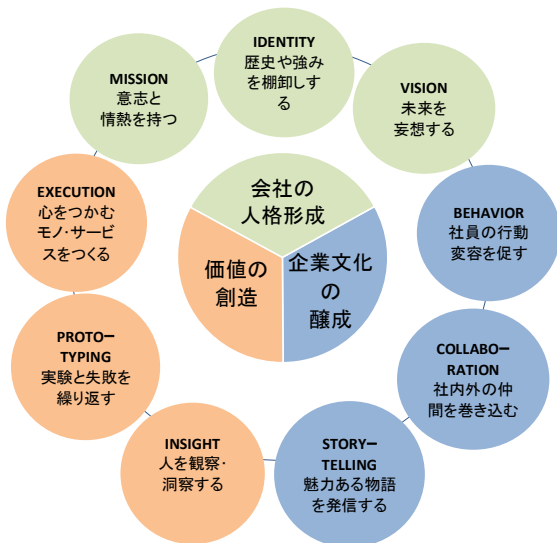 IDENTITY
歴史や強み
を棚卸しす
る
VISION
未来を
妄想する
BEHAVIOR
社員の行動
変容を促す
COLLABO－
RATION
社内外の仲
間を巻き込む
STORY－
TELLING
魅力ある物語
を発信する
INSIGHT
人を観察・
洞察する
PROTO－
TYPING
実験と失敗を
繰り返す
EXECUTION
心をつかむ
モノ・サービ
スをつくる
MISSION
意志と
情熱を持つ
会社の
人格形成
企業文化
の
醸成
価値の
創造